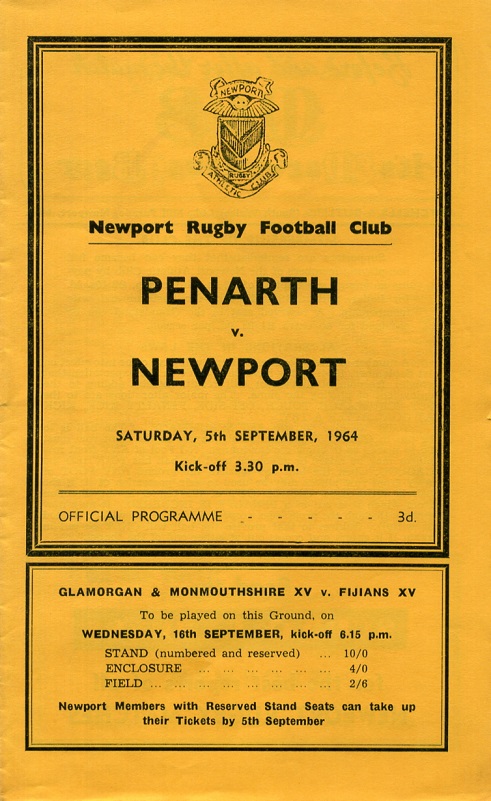 NEWPORT
RUGBY
ATHLETIC CLUB
Newport Rugby Football Club
PENARTH
v.
NEWPORT
SATURDAY, 5th SEPTEMBER, 1964
Kick-off 3.30 p.m.
OFFICIAL PROGRAMME - - - - - 3d.
GLAMORGAN & MONMOUTHSHIRE XV v. FIJIANS XV
To be played on this Ground, on
WEDNESDAY, 16th SEPTEMBER, kick-off 6.15 p.m.
STAND (numbered and reserved) ... 10/0
ENCLOSURE ... ... ... ... ... ... 4/0
FIELD ... ... ... ... ... ... ... ... 2/6
Newport Members with Reserved Stand Seats can take up
their Tickets by 5th September